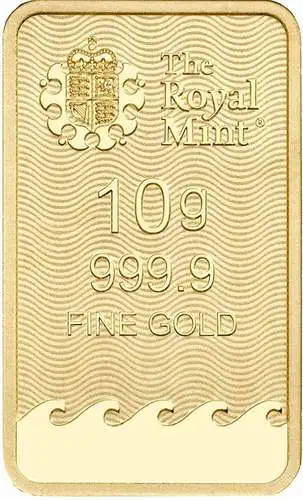 The
Royal
Mint®
10g
999.9
FINE GOLD